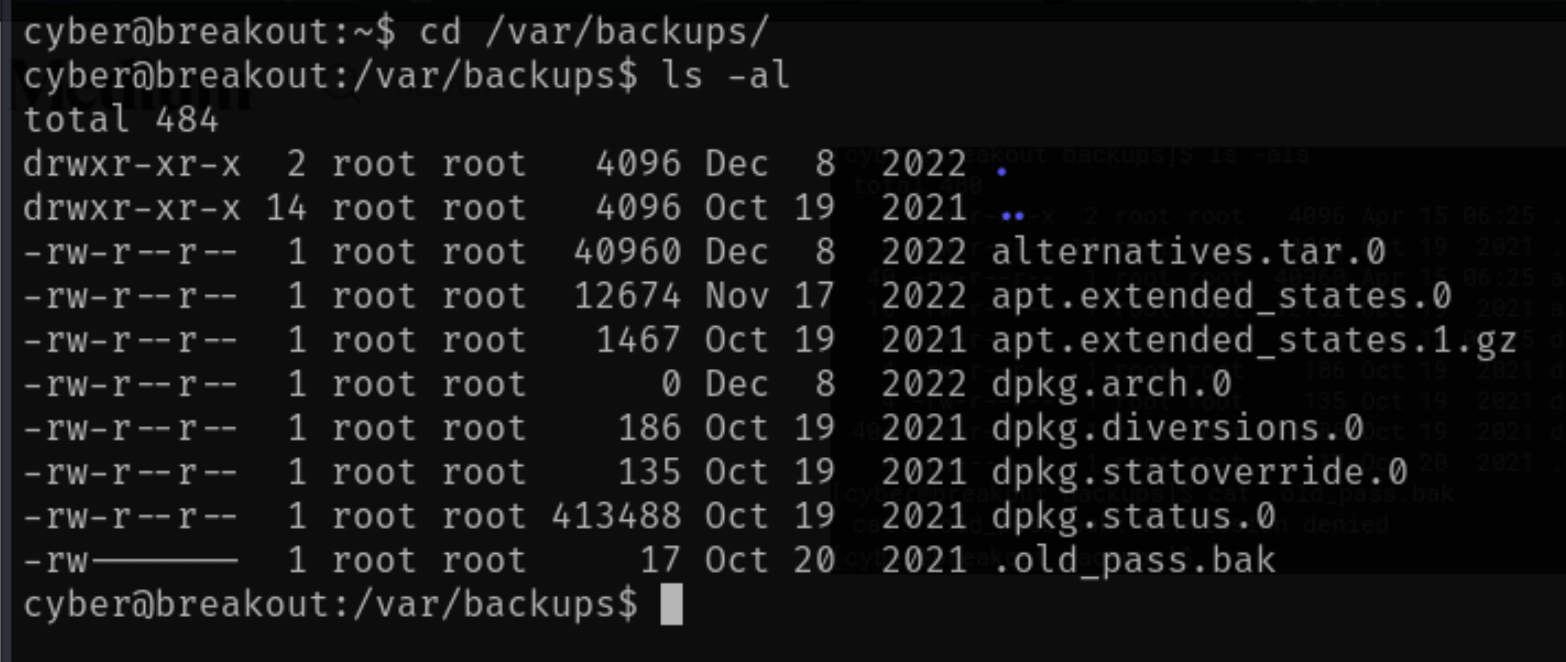 cyber@breakout:~$ cd /var/backups/
cyber@breakout:/var/backups$ ls -al
total 484
drwxr-xr-x  2 root root   4096 Dec  8  2022 .
drwxr-xr-x 14 root root   4096 Oct 19  2021 ..
-rw-r--r--  1 root root  40960 Dec  8  2022 alternatives.tar.0
-rw-r--r--  1 root root  12674 Nov 17  2022 apt.extended_states.0
-rw-r--r--  1 root root   1467 Oct 19  2021 apt.extended_states.1.gz
-rw-r--r--  1 root root      0 Dec  8  2022 dpkg.arch.0
-rw-r--r--  1 root root    186 Oct 19  2021 dpkg.diversions.0
-rw-r--r--  1 root root    135 Oct 19  2021 dpkg.statoverride.0
-rw-r--r--  1 root root 413488 Oct 19  2021 dpkg.status.0
-rw-------  1 root root     17 Oct 20  2021 .old_pass.bak
cyber@breakout:/var/backups$